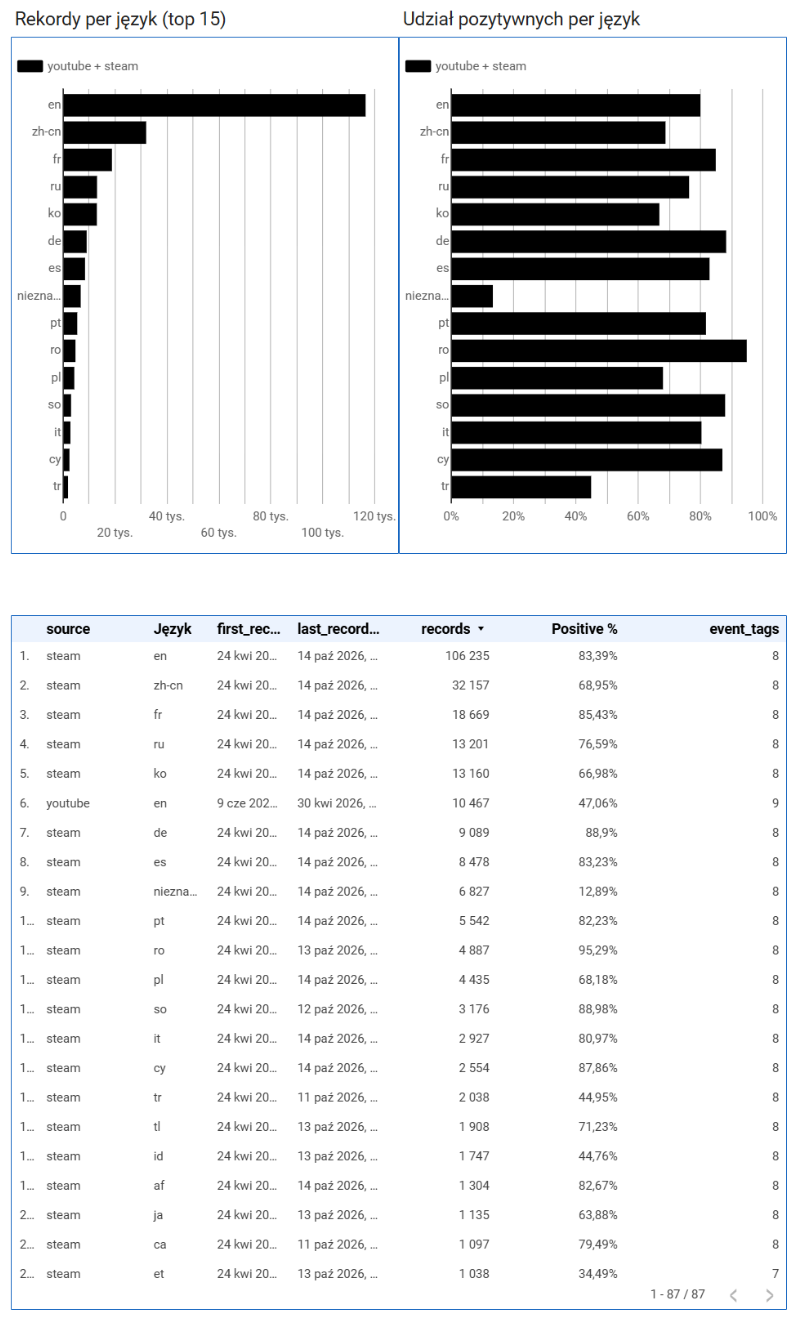 Rekordy per język (top 15)
Udział pozytywnych per język
youtube + steam
en
zh-cn
fr
ru
ko
de
es
niezna...
pt
ro
pl
so
it
cy
tr
0
40 tys.
80 tys.
120 tys.
20 tys.
60 tys.
100 tys.
youtube + steam
en
zh-cn
fr
ru
ko
de
es
niezna...
pt
ro
pl
so
it
cy
tr
0% 20% 40% 60% 80% 100%
source Język first_rec... last_record... records Positive % event_tags
1. steam en 24 kwi 20... 14 paź 2026, ... 106 235 83,39% 8
2. steam zh-cn 24 kwi 20... 14 paź 2026, ... 32 157 68,95% 8
3. steam fr 24 kwi 20... 14 paź 2026, ... 18 669 85,43% 8
4. steam ru 24 kwi 20... 14 paź 2026, ... 13 201 76,59% 8
5. steam ko 24 kwi 20... 14 paź 2026, ... 13 160 66,98% 8
6. youtube en 9 cze 202... 30 kwi 2026, ... 10 467 47,06% 9
7. steam de 24 kwi 20... 14 paź 2026, ... 9 089 88,9% 8
8. steam es 24 kwi 20... 14 paź 2026, ... 8 478 83,23% 8
9. steam niezna... 24 kwi 20... 14 paź 2026, ... 6 827 12,89% 8
1... steam pt 24 kwi 20... 14 paź 2026, ... 5 542 82,23% 8
1... steam ro 24 kwi 20... 13 paź 2026, ... 4 887 95,29% 8
1... steam pl 24 kwi 20... 14 paź 2026, ... 4 435 68,18% 8
1... steam so 24 kwi 20... 12 paź 2026, ... 3 176 88,98% 8
1... steam it 24 kwi 20... 14 paź 2026, ... 2 927 80,97% 8
1... steam cy 24 kwi 20... 14 paź 2026, ... 2 554 87,86% 8
1... steam tr 24 kwi 20... 11 paź 2026, ... 2 038 44,95% 8
1... steam tl 24 kwi 20... 13 paź 2026, ... 1 908 71,23% 8
1... steam id 24 kwi 20... 13 paź 2026, ... 1 747 44,76% 8
1... steam af 24 kwi 20... 14 paź 2026, ... 1 304 82,67% 8
2... steam ja 24 kwi 20... 13 paź 2026, ... 1 135 63,88% 8
2... steam ca 24 kwi 20... 11 paź 2026, ... 1 097 79,49% 8
2... steam et 24 kwi 20... 13 paź 2026, ... 1 038 34,49% 7
1 - 87 / 87